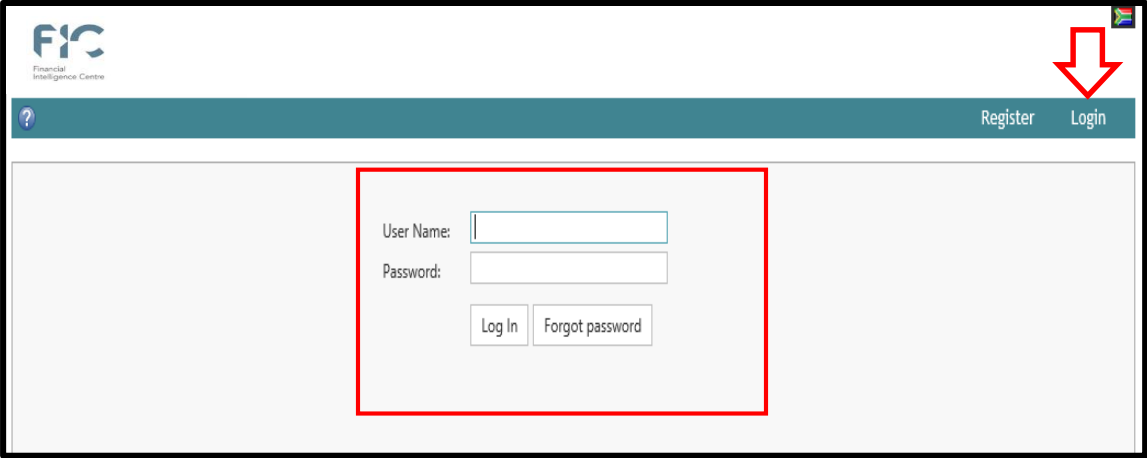 FIC
Financial
Intelligence Centre
?
Register Login
User Name:
Password:
Log In Forgot password